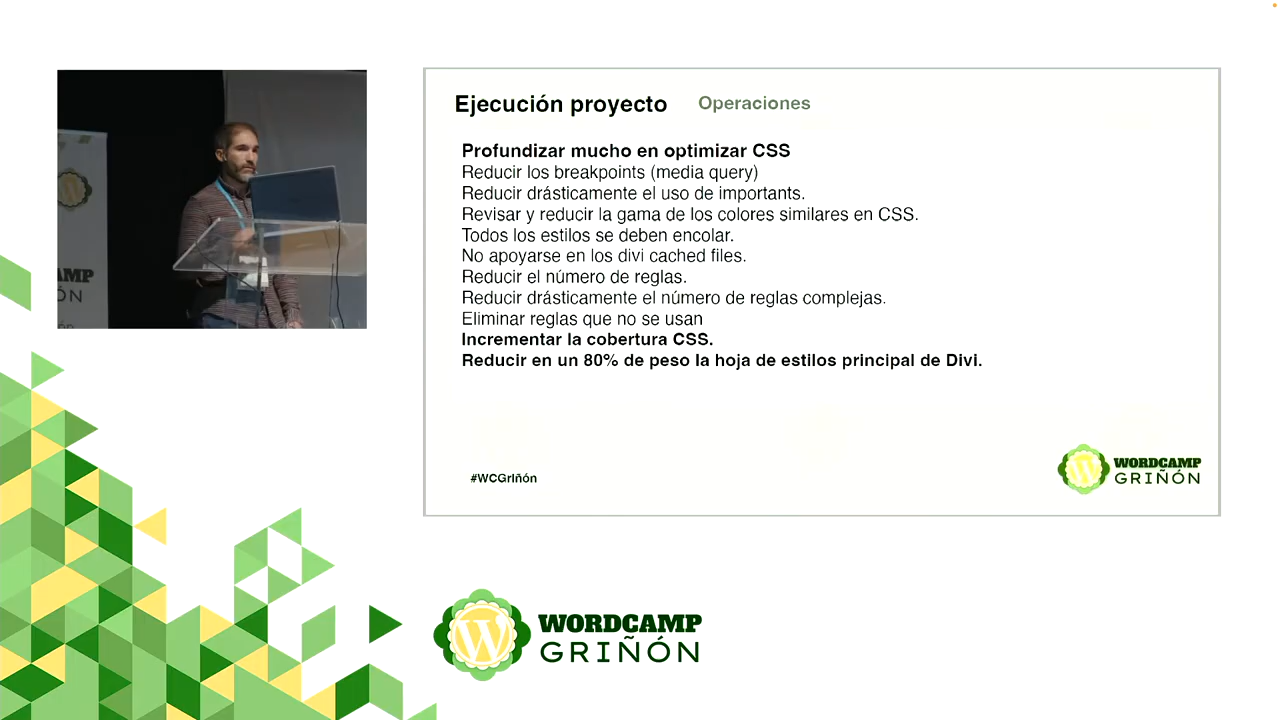 Ejecución proyecto
Operaciones
Profundizar mucho en optimizar CSS
Reducir los breakpoints (media query)
Reducir drásticamente el uso de importants.
Revisar y reducir la gama de los colores similares en CSS.
Todos los estilos se deben encolar.
No apoyarse en los divi cached files.
Reducir el número de reglas.
Reducir drásticamente el número de reglas complejas.
Eliminar reglas que no se usan
Incrementar la cobertura CSS.
Reducir en un 80% de peso la hoja de estilos principal de Divi.
#WCGriñón
WORDCAMP
GRIÑÓN
WORDCAMP
GRIÑÓN